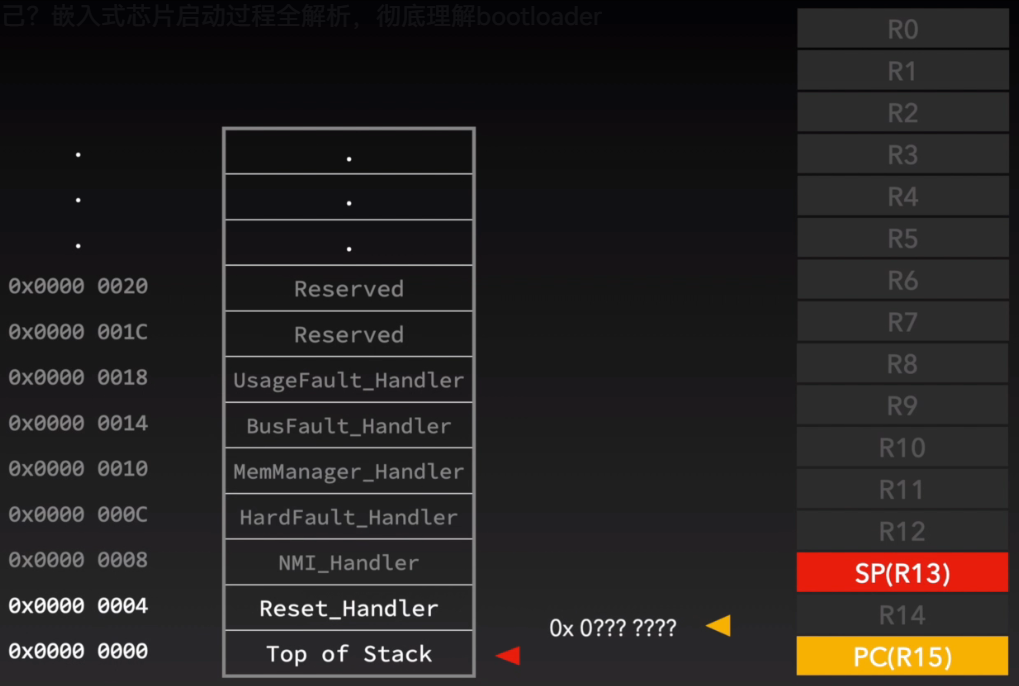 己？嵌入式芯片启动过程全解析，彻底理解bootloader
.
.
.
.
.
.
0x0000 0020 Reserved
0x0000 001C Reserved
0x0000 0018 UsageFault_Handler
0x0000 0014 BusFault_Handler
0x0000 0010 MemManager_Handler
0x0000 000C HardFault_Handler
0x0000 0008 NMI_Handler
0x0000 0004 Reset_Handler
0x0000 0000 Top of Stack
0x 0??? ????
R0
R1
R2
R3
R4
R5
R6
R7
R8
R9
R10
R11
R12
SP(R13)
R14
PC(R15)